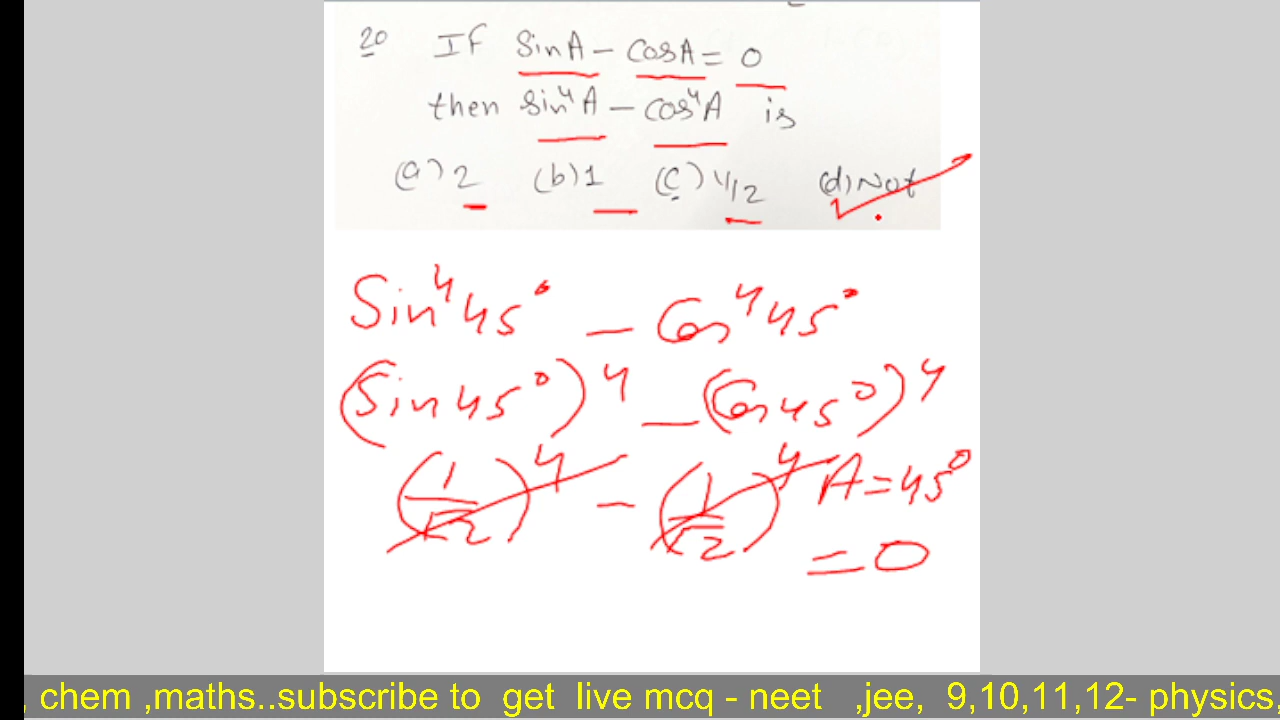 20 If SinA - CosA = 0
then Sin⁴A - Cos⁴A is
(a) 2 (b) 1 (c) 1/12 (d) Not
Sin⁴45° - Cos⁴45°
(Sin45°)⁴ - (Cos45°)⁴
(1/√2)⁴ - (1/√2)⁴ A = 45°
= 0
, chem ,maths..subscribe to get live mcq - neet ,jee, 9,10,11,12- physics,